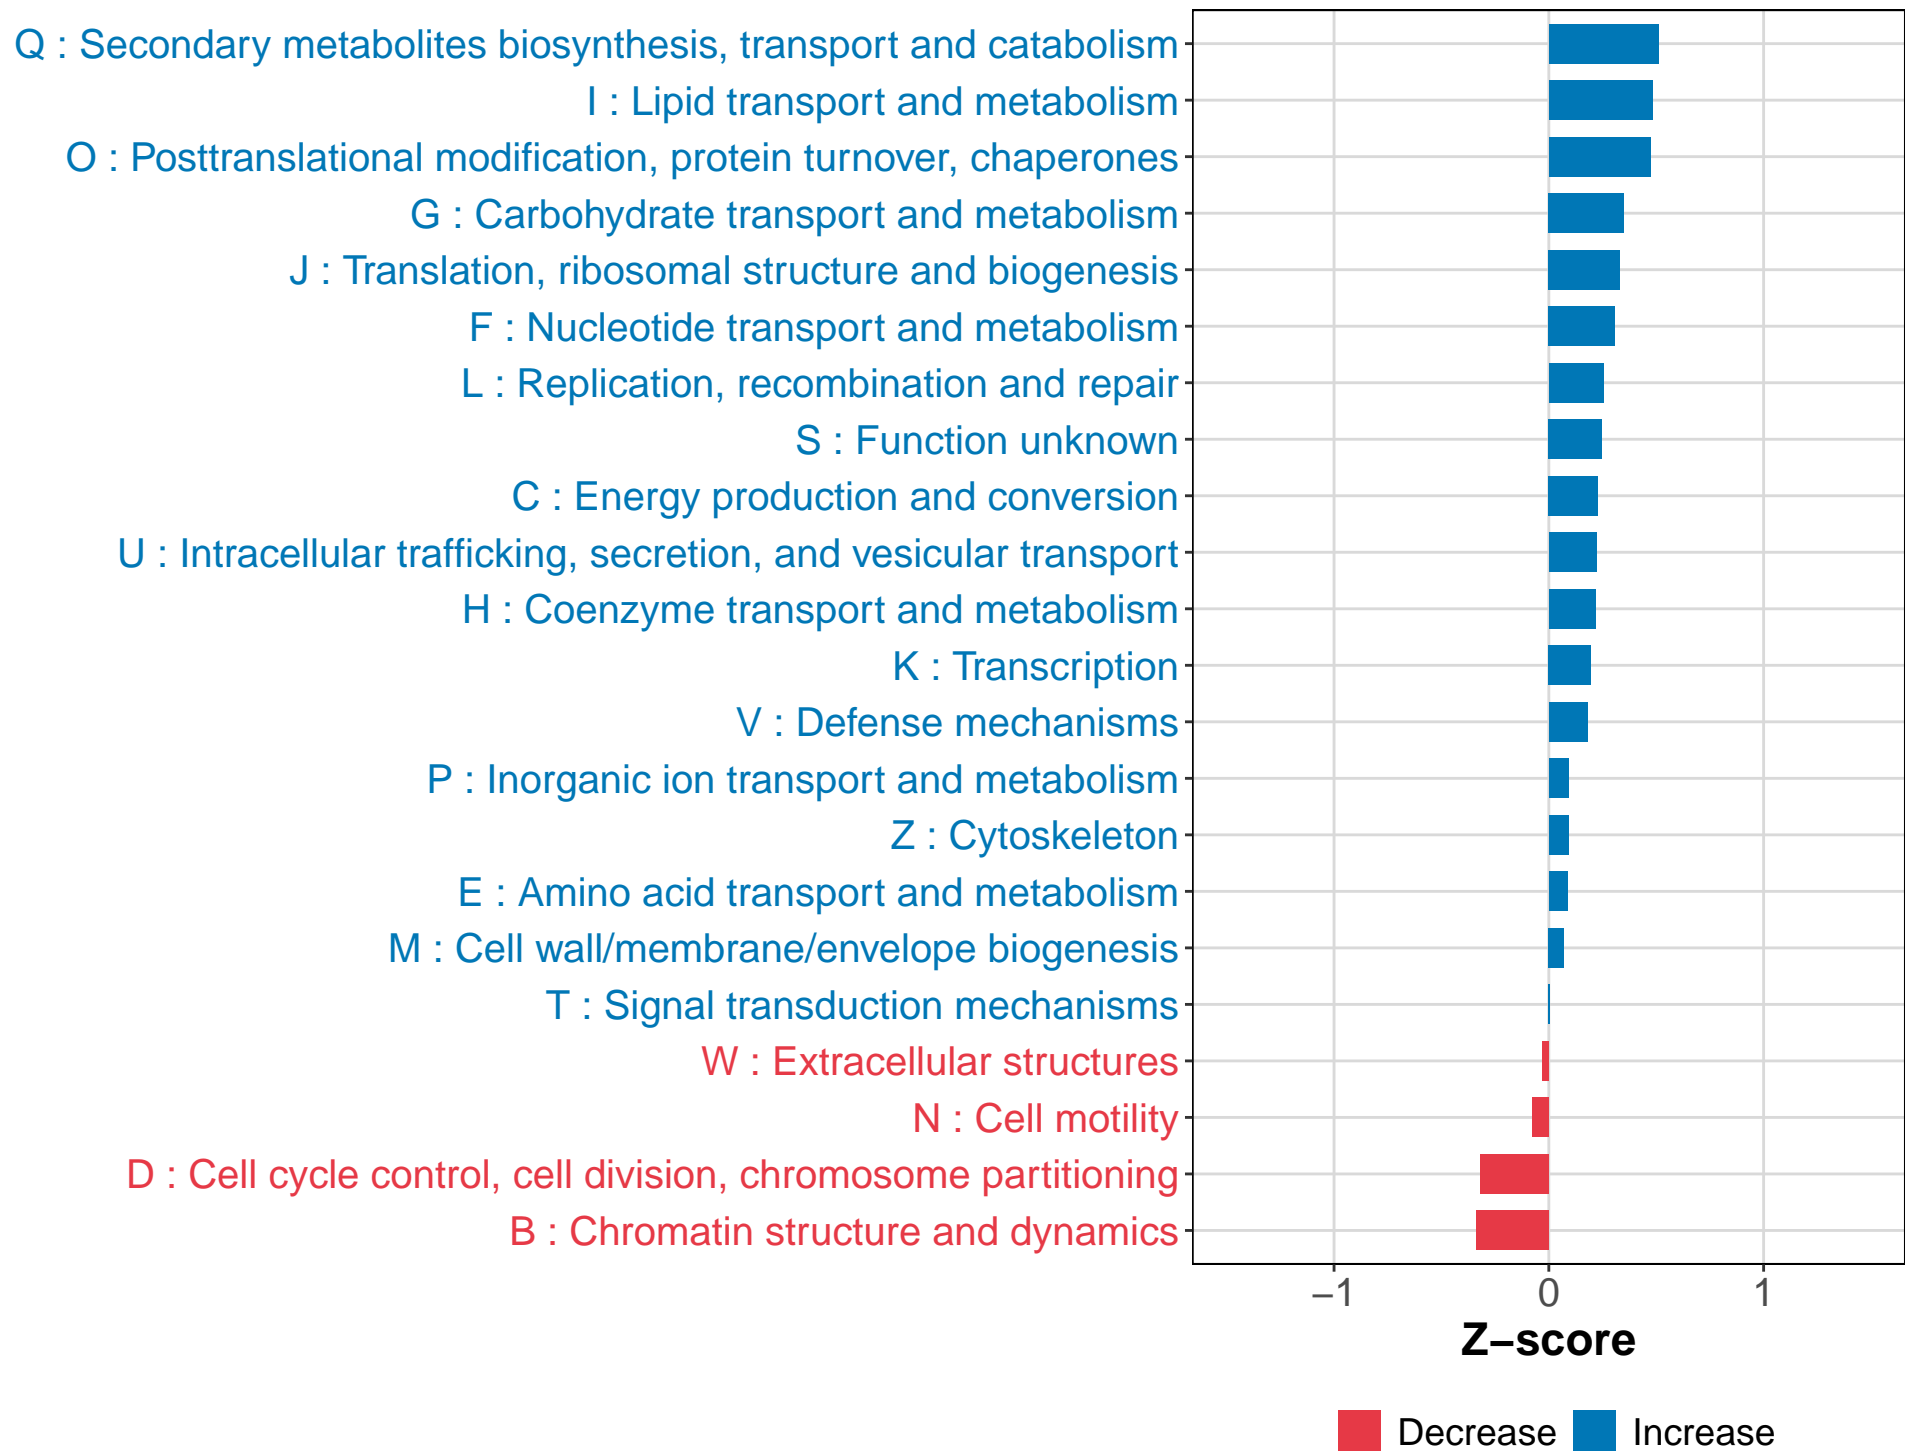 Q : Secondary metabolites biosynthesis, transport and catabolism
I : Lipid transport and metabolism
O : Posttranslational modification, protein turnover, chaperones
G : Carbohydrate transport and metabolism
J : Translation, ribosomal structure and biogenesis
F : Nucleotide transport and metabolism
L : Replication, recombination and repair
S : Function unknown
C : Energy production and conversion
U : Intracellular trafficking, secretion, and vesicular transport
H : Coenzyme transport and metabolism
K : Transcription
V : Defense mechanisms
P : Inorganic ion transport and metabolism
Z : Cytoskeleton
E : Amino acid transport and metabolism
M : Cell wall/membrane/envelope biogenesis
T : Signal transduction mechanisms
W : Extracellular structures
N : Cell motility
D : Cell cycle control, cell division, chromosome partitioning
B : Chromatin structure and dynamics
−1 0 1
Z−score
Decrease Increase